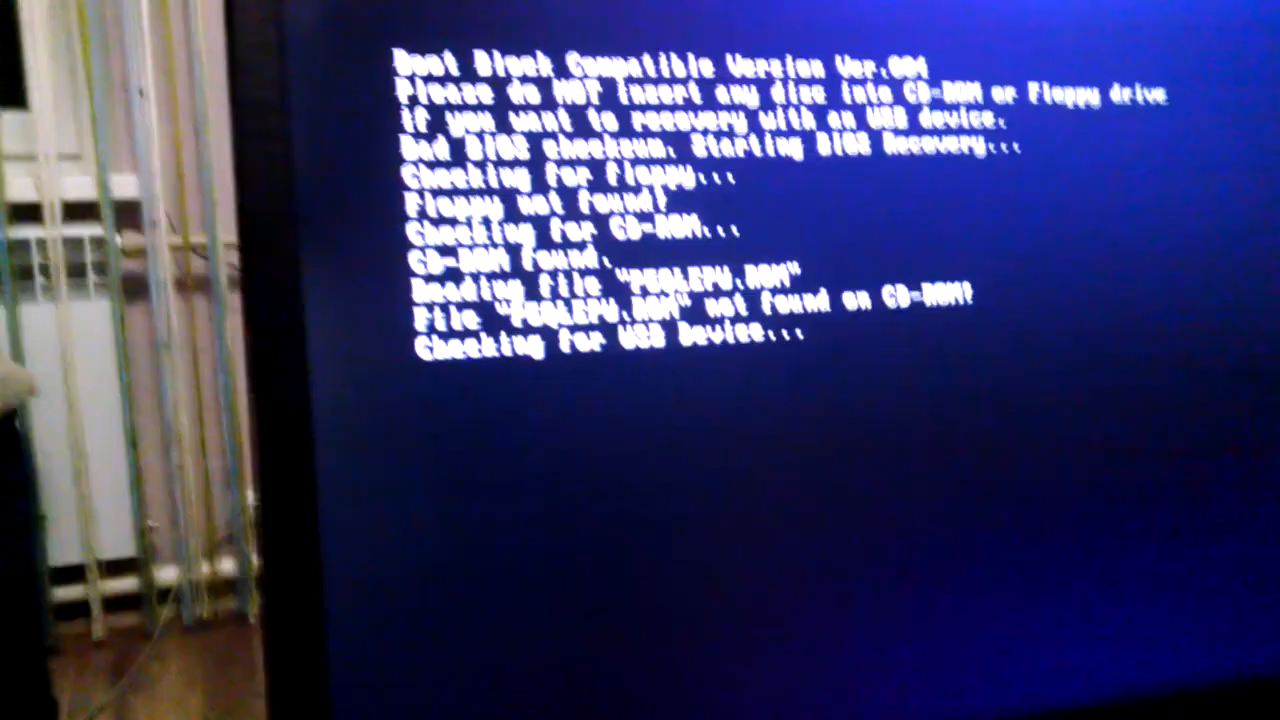 Boot Block Compatible Version Ver.004
Please do NOT insert any disc into CD-ROM or Floppy drive
if you want to recovery with an USB device.
Bad BIOS checksum. Starting BIOS Recovery...
Checking for floppy...
Floppy not found!
Checking for CD-ROM...
CD-ROM found.
Reading file
File not found on CD-ROM!
Checking for USB Device...